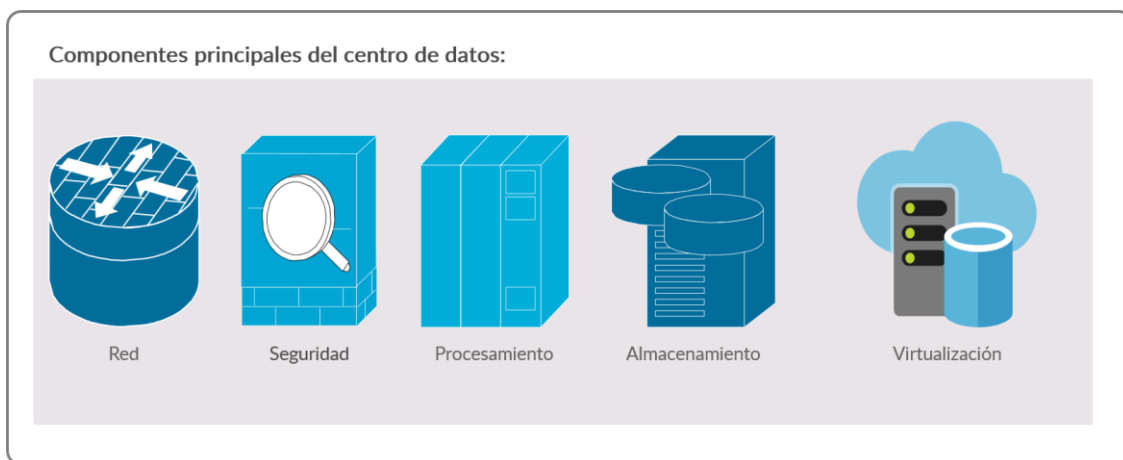 Componentes principales del centro de datos:
Red
Seguridad
Procesamiento
Almacenamiento
Virtualización